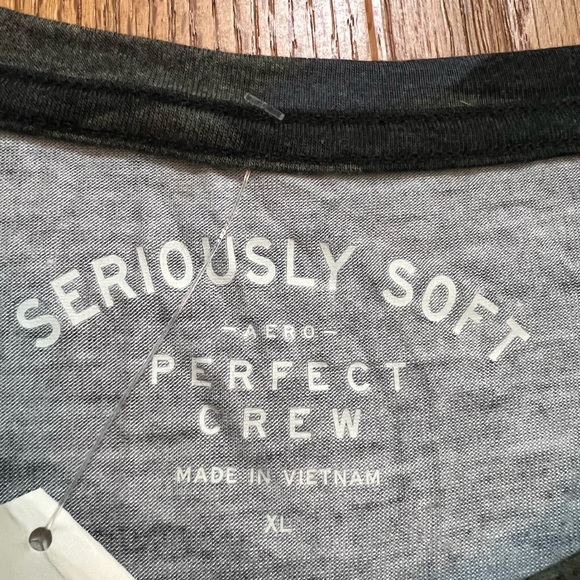 SERIOUSLY SOFT
-AERO-
PERFECT
CREW
MADE IN VIETNAM
XL